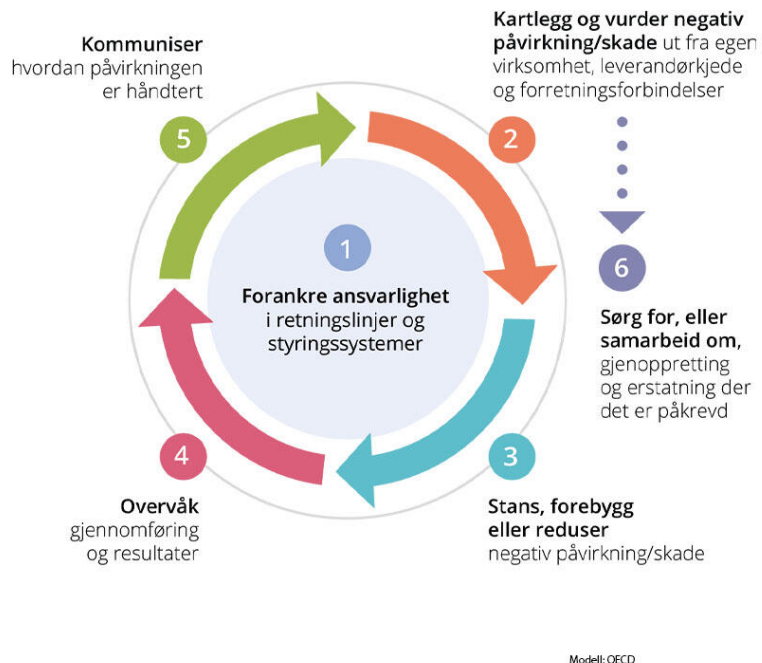 1
Forankre ansvarlighet
i retningslinjer og
styringssystemer
2
Kartlegg og vurder negativ
påvirkning/skade ut fra egen
virksomhet, leverandørkjede
og forretningsforbindelser
3
Stans, forebygg
eller reduser
negativ påvirkning/skade
4
Overvåk
gjennomføring
og resultater
5
Kommuniser
hvordan påvirkningen
er håndtert
6
Sørg for, eller
samarbeid om,
gjenoppretting
og erstatning der
det er påkrevd
Modell: OECD